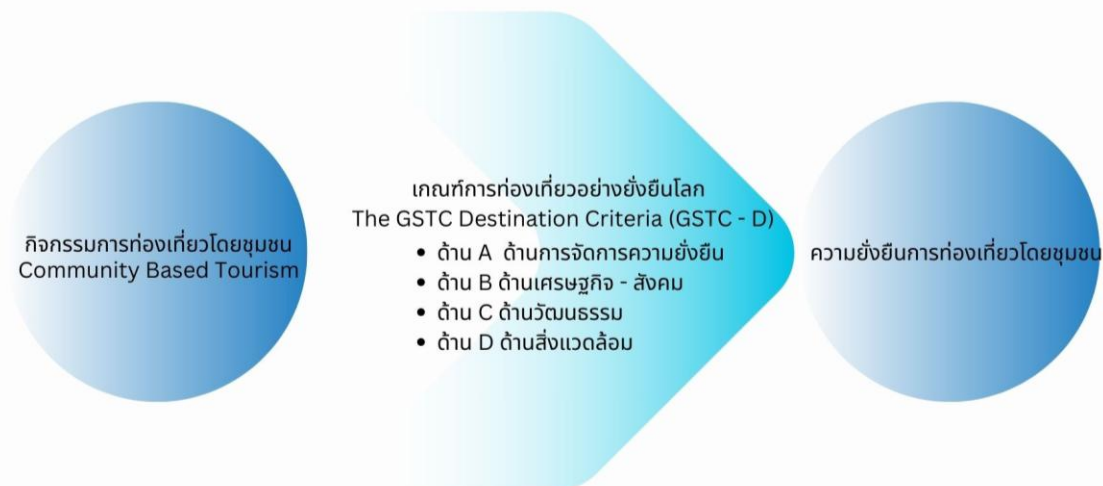 กิจกรรมการท่องเที่ยวโดยชุมชน
Community Based Tourism
เกณฑ์การท่องเที่ยวอย่างยั่งยืนโลก
The GSTC Destination Criteria (GSTC - D)
• ด้าน A ด้านการจัดการความยั่งยืน
• ด้าน B ด้านเศรษฐกิจ - สังคม
• ด้าน C ด้านวัฒนธรรม
• ด้าน D ด้านสิ่งแวดล้อม
ความยั่งยืนการท่องเที่ยวโดยชุมชน